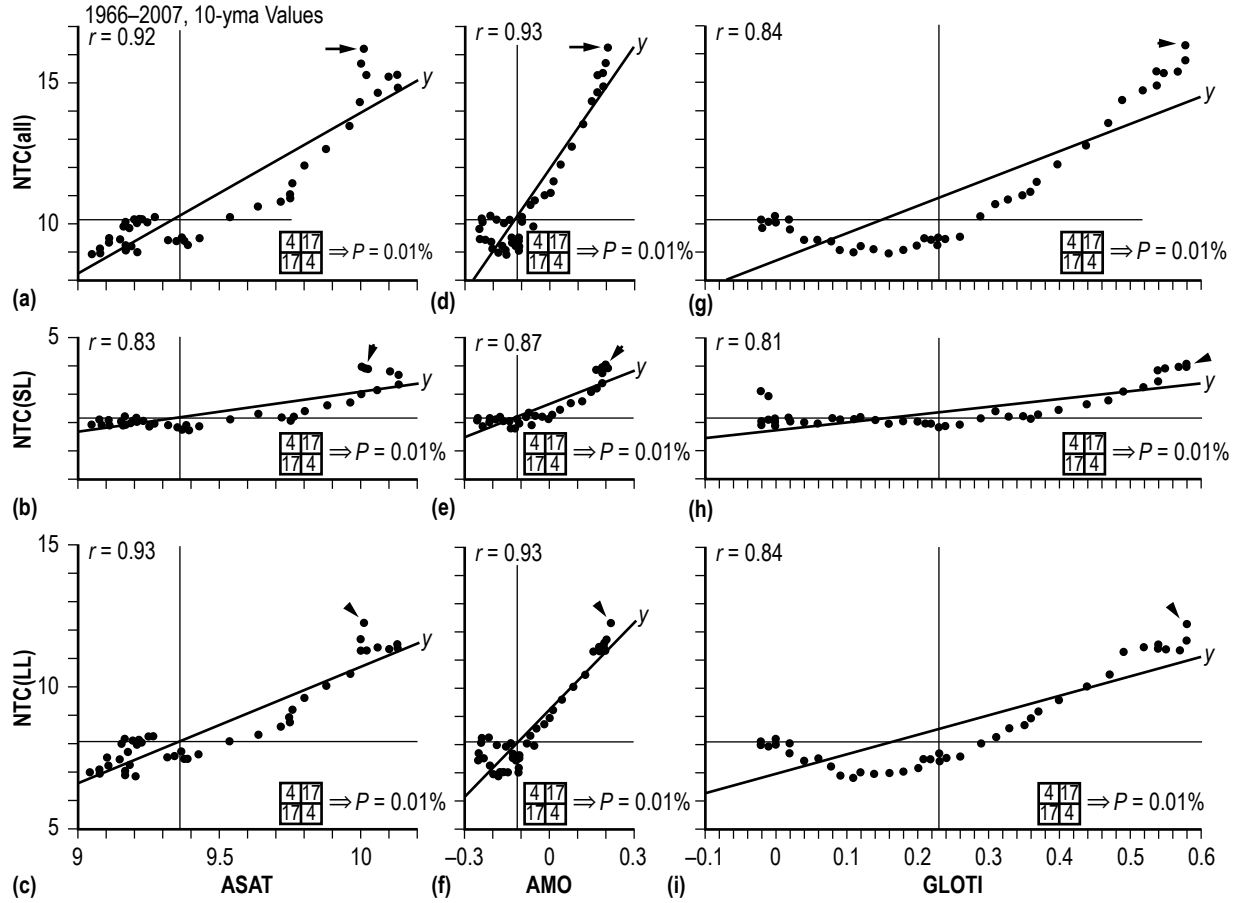 1966–2007, 10-yma Values
r = 0.92
y
15
10
NTC(all)
4 17
17 4
⇒ P = 0.01%
(a)
r = 0.93
y
4 17
17 4
⇒ P = 0.01%
(d)
r = 0.84
y
4 17
17 4
⇒ P = 0.01%
(g)
5
r = 0.83
y
NTC(SL)
4 17
17 4
⇒ P = 0.01%
(b)
r = 0.87
y
4 17
17 4
⇒ P = 0.01%
(e)
r = 0.81
y
4 17
17 4
⇒ P = 0.01%
(h)
15
r = 0.93
y
10
NTC(LL)
4 17
17 4
⇒ P = 0.01%
5
9 9.5 10
(c)
ASAT
r = 0.93
y
4 17
17 4
⇒ P = 0.01%
–0.3 0 0.3
(f)
AMO
r = 0.84
y
4 17
17 4
⇒ P = 0.01%
–0.1 0 0.1 0.2 0.3 0.4 0.5 0.6
(i)
GLOTI